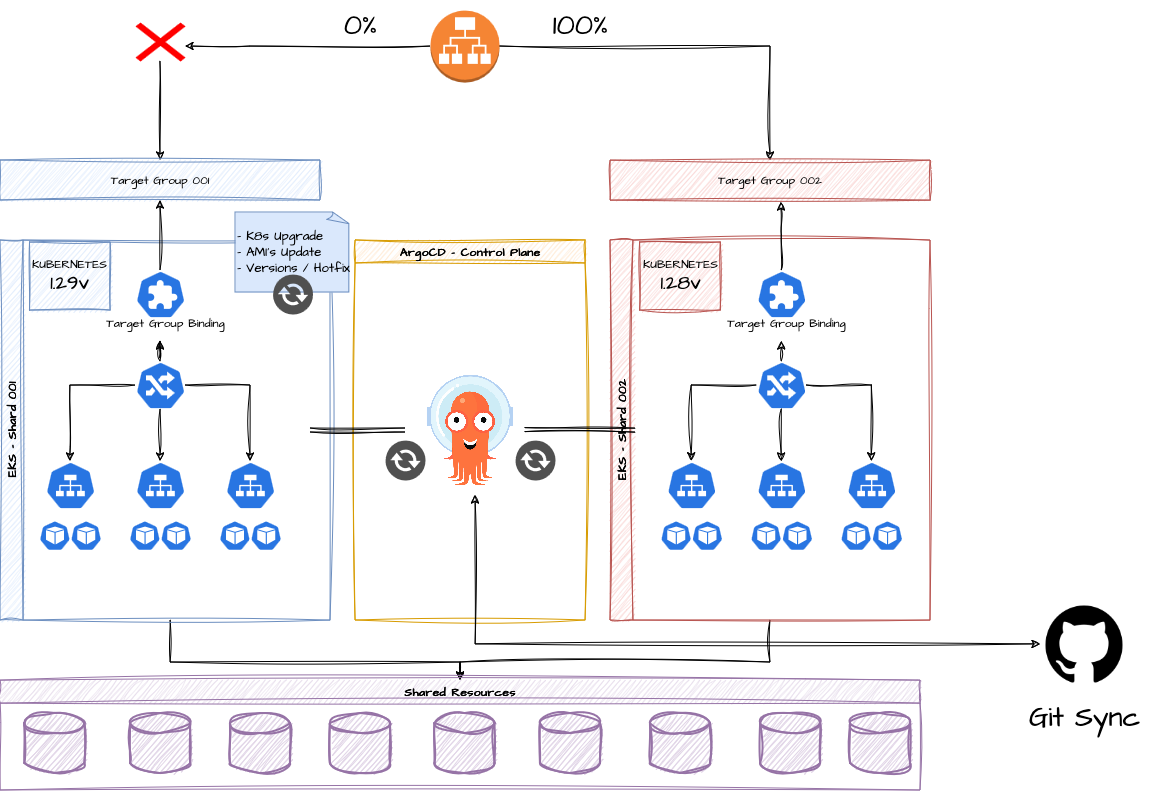 0%
100%
Target Group 001
Target Group 002
- K8s Upgrade
- AMI's Update
- Versions / Hotfix
ArgoCD - Control Plane
KUBERNETES
1.29v
KUBERNETES
1.28v
Target Group Binding
Target Group Binding
EKS - Shard 001
EKS - Shard 002
Shared Resources
Git Sync